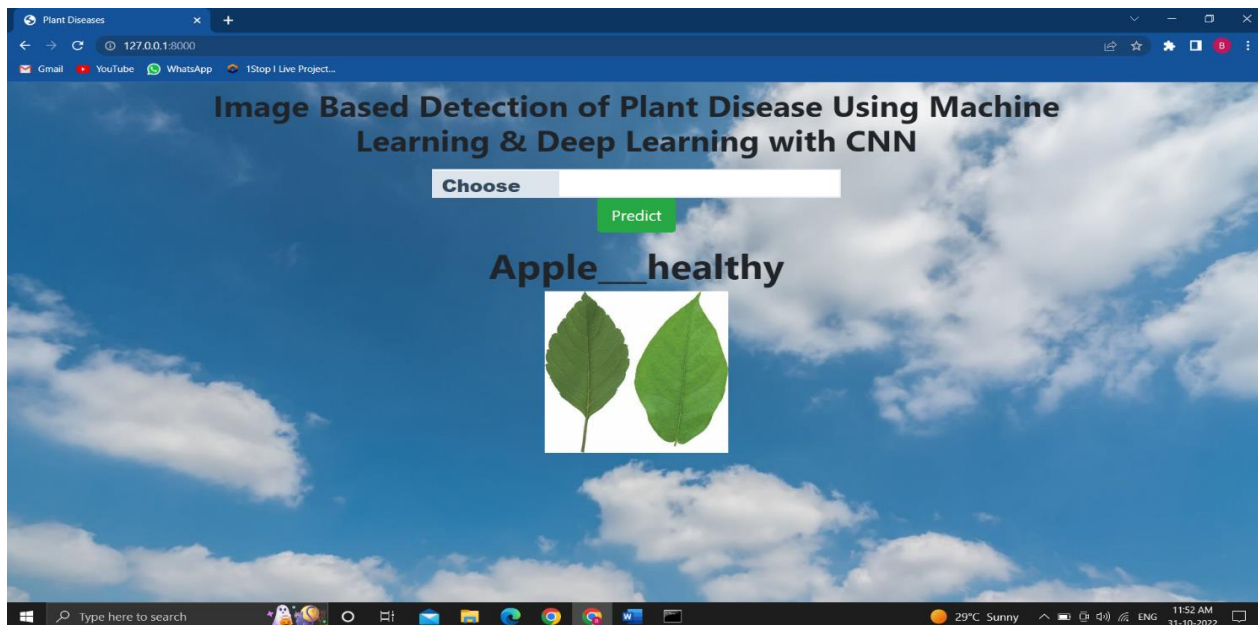 Plant Diseases
127.0.0.1:8000
B
Gmail YouTube WhatsApp 1Stop I Live Project...
Image Based Detection of Plant Disease Using Machine
Learning & Deep Learning with CNN
Choose
Predict
Apple___healthy
Type here to search
29°C Sunny
ENG
11:52 AM
31-10-2022